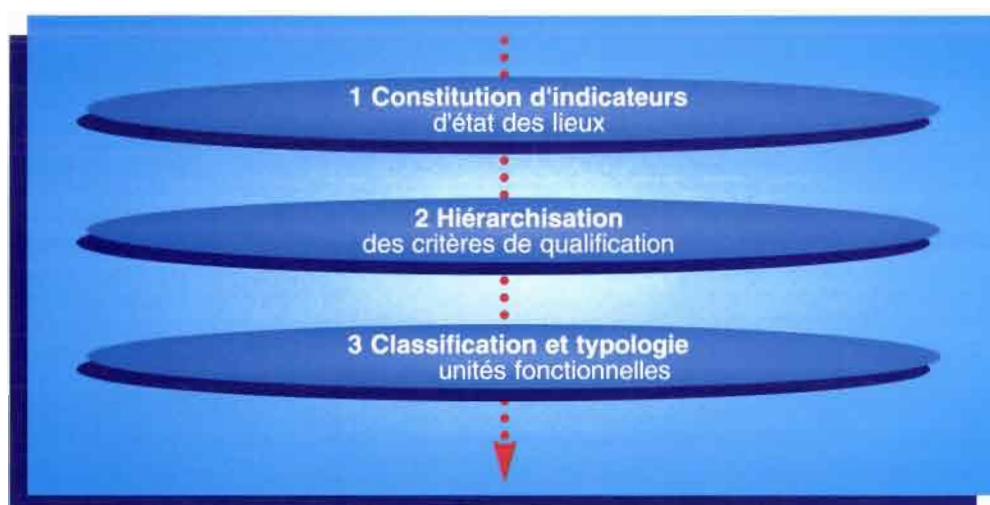 1 Constitution d'indicateurs
d'état des lieux
2 Hiérarchisation
des critères de qualification
3 Classification et typologie
unités fonctionnelles